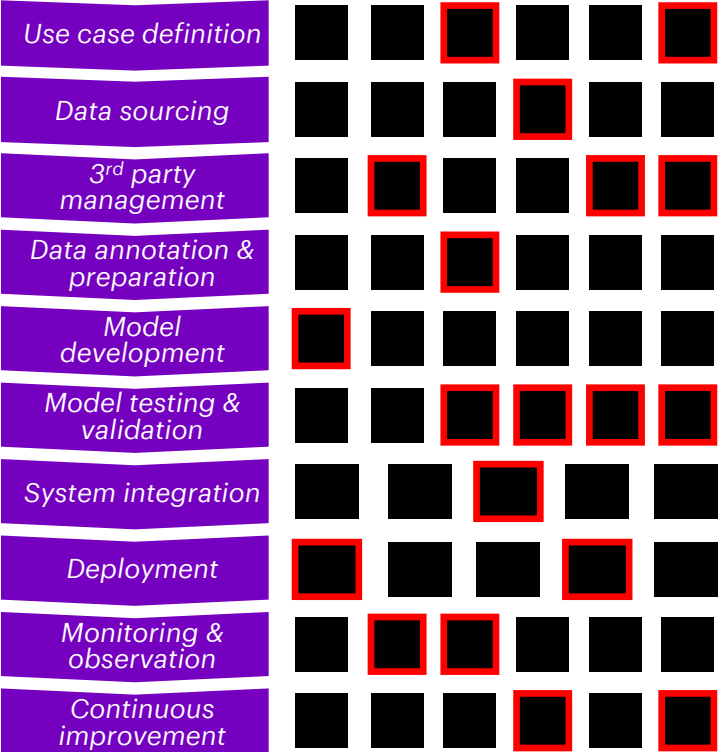 Use case definition
Data sourcing
3rd party
management
Data annotation &
preparation
Model
development
Model testing &
validation
System integration
Deployment
Monitoring &
observation
Continuous
improvement